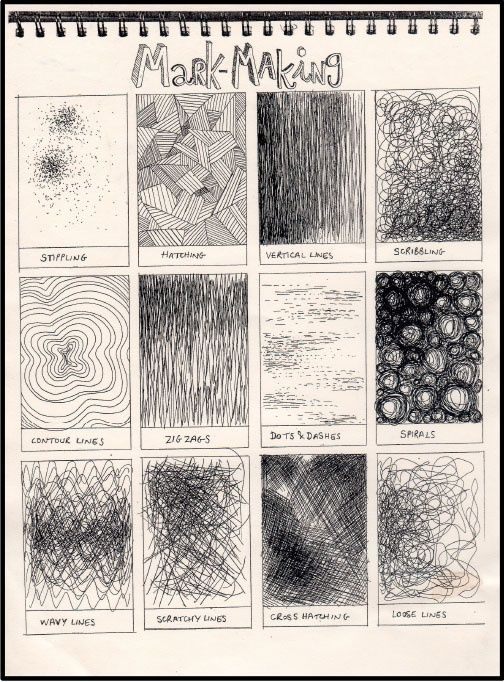 Mark-Making
STIPPLING
HATCHING
VERTICAL LINES
SCRIBBLING
CONTOUR LINES
ZIG ZAGS
DOTS & DASHES
SPIRALS
WAVY LINES
SCRATCHY LINES
CROSS HATCHING
LOOSE LINES